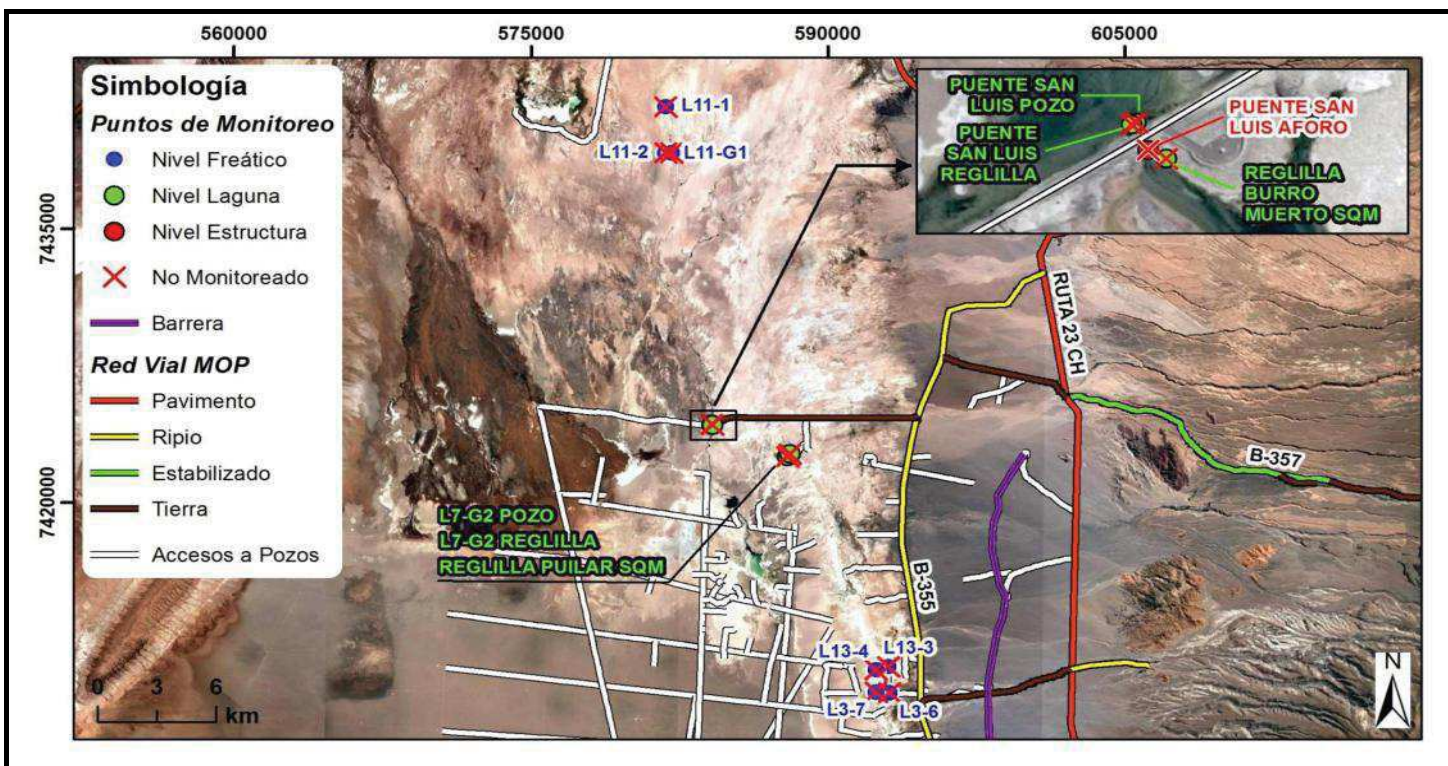 560000
575000
590000
605000
7435000
7420000
Simbología
Puntos de Monitoreo
Nivel Freático
Nivel Laguna
Nivel Estructura
No Monitoreado
Barrera
Red Vial MOP
Pavimento
Ripio
Estabilizado
Tierra
Accesos a Pozos
0 3 6
km
L11-1
L11-2
L11-G1
PUENTE SAN
LUIS POZO
PUENTE
SAN LUIS
REGLILLA
PUENTE SAN
LUIS AFORO
REGLILLA
BURRO
MUERTO SQM
RUTA 23 CH
B-357
B-355
L7-G2 POZO
L7-G2 REGLILLA
REGLILLA PUILAR SQM
L13-4
L13-3
L3-7
L3-6
N